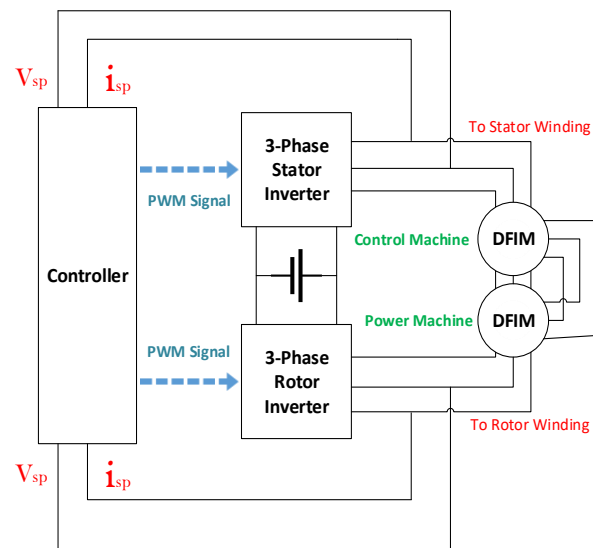 Vsp
isp
To Stator Winding
3-Phase
Stator
Inverter
PWM Signal
Control Machine
DFIM
Controller
Power Machine
DFIM
PWM Signal
3-Phase
Rotor
Inverter
To Rotor Winding
Vsp
isp